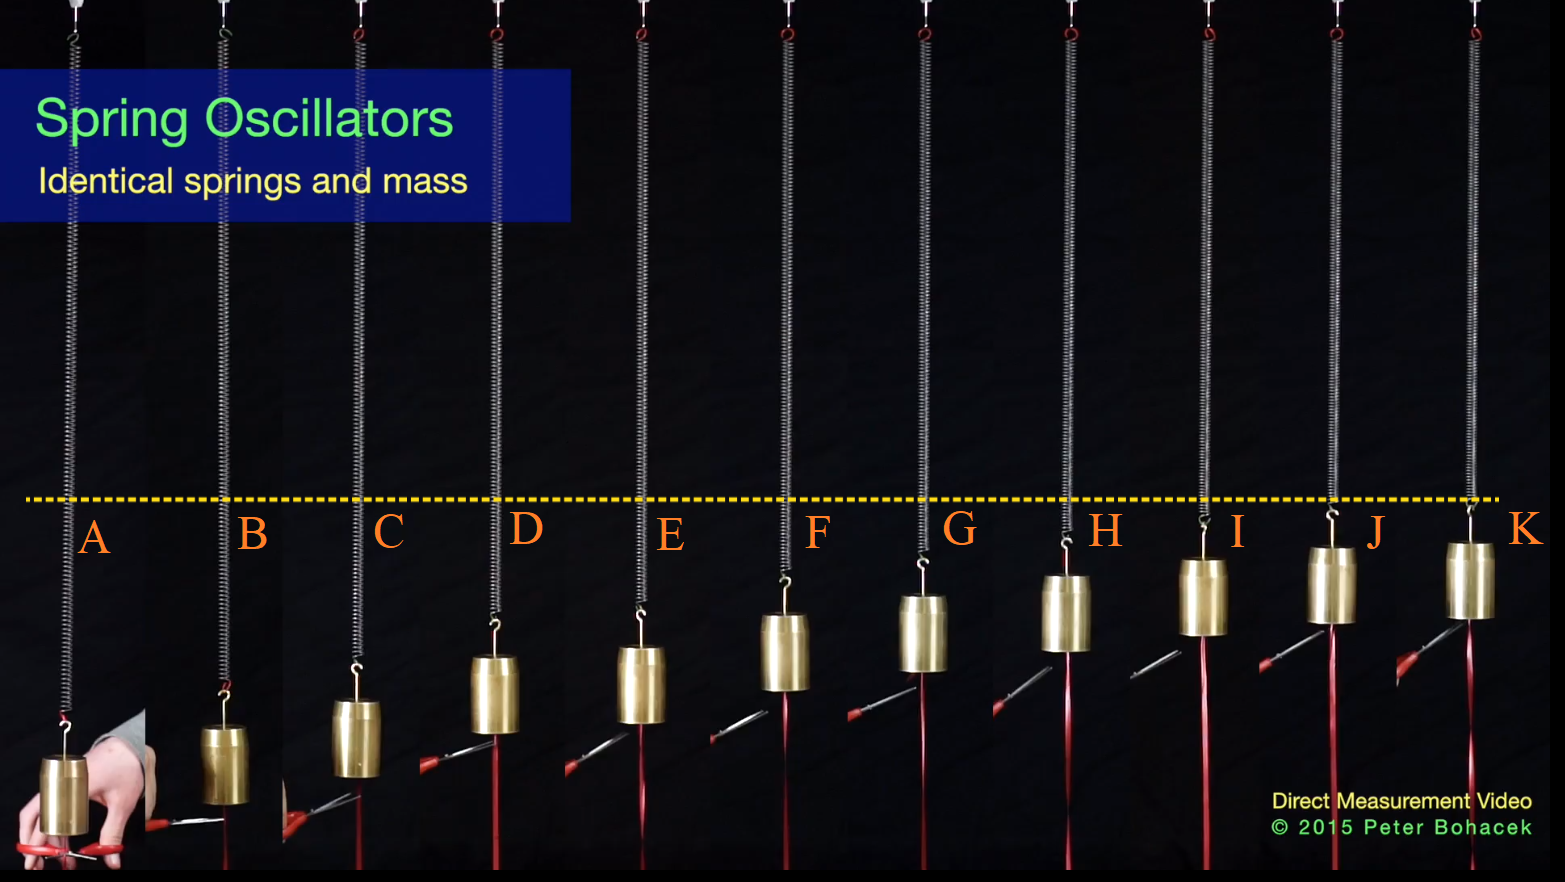 Spring Oscillators
Identical springs and mass
A B C D E F G H I J K
Direct Measurement Video
© 2015 Peter Bohacek